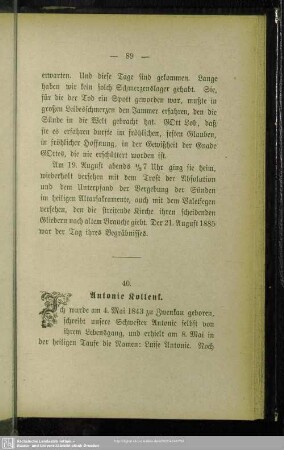 — 89 —
erwarten. Und diese Tage sind gekommen. Lange
haben wir kein solch Schmerzenslager gehabt. Sie,
für die der Tod ein Spott geworden war, mußte in
großen Leibesschmerzen den Jammer erfahren, den die
Sünde in die Welt gebracht hat. GOtt Lob, daß
sie es erfahren durfte im fröhlichen, festen Glauben,
in fröhlicher Hoffnung, in der Gewißheit der Gnade
GOttes, die nie erschüttert worden ist.
Am 19. August abends 7 Uhr ging sie heim,
wiederholt versehen mit dem Trost der Absolution
und dem Unterpfand der Vergebung der Sünden
im heiligen Altarsakramente, auch mit dem Valetsegen
versehen, den die streitende Kirche ihren scheidenden
Gliedern nach altem Brauche giebt. Der 21. August 1885
war der Tag ihres Begräbnisses.
40.
Antonie Kollenk.
Ich wurde am 4. Mai 1843 zu Zwenkau geboren,
schreibt unsere Schwester Antonie selbst von
ihrem Lebensgang, und erhielt am 8. Mai in
der heiligen Taufe die Namen: Luise Antonie. Noch